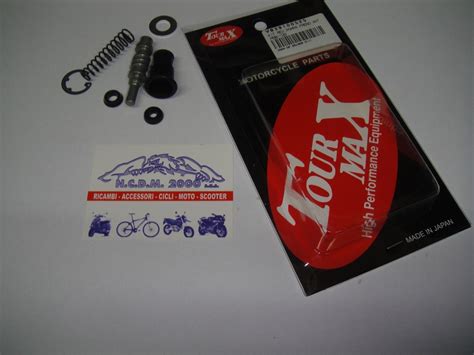 TOUR MAX
MOTORCYCLE PARTS
TOUR
MAX
High Performance Equipment
MADE IN JAPAN
H.C.D.M. 2000
RICAMBI - ACCESSORI - CICLI - MOTO - SCOOTER